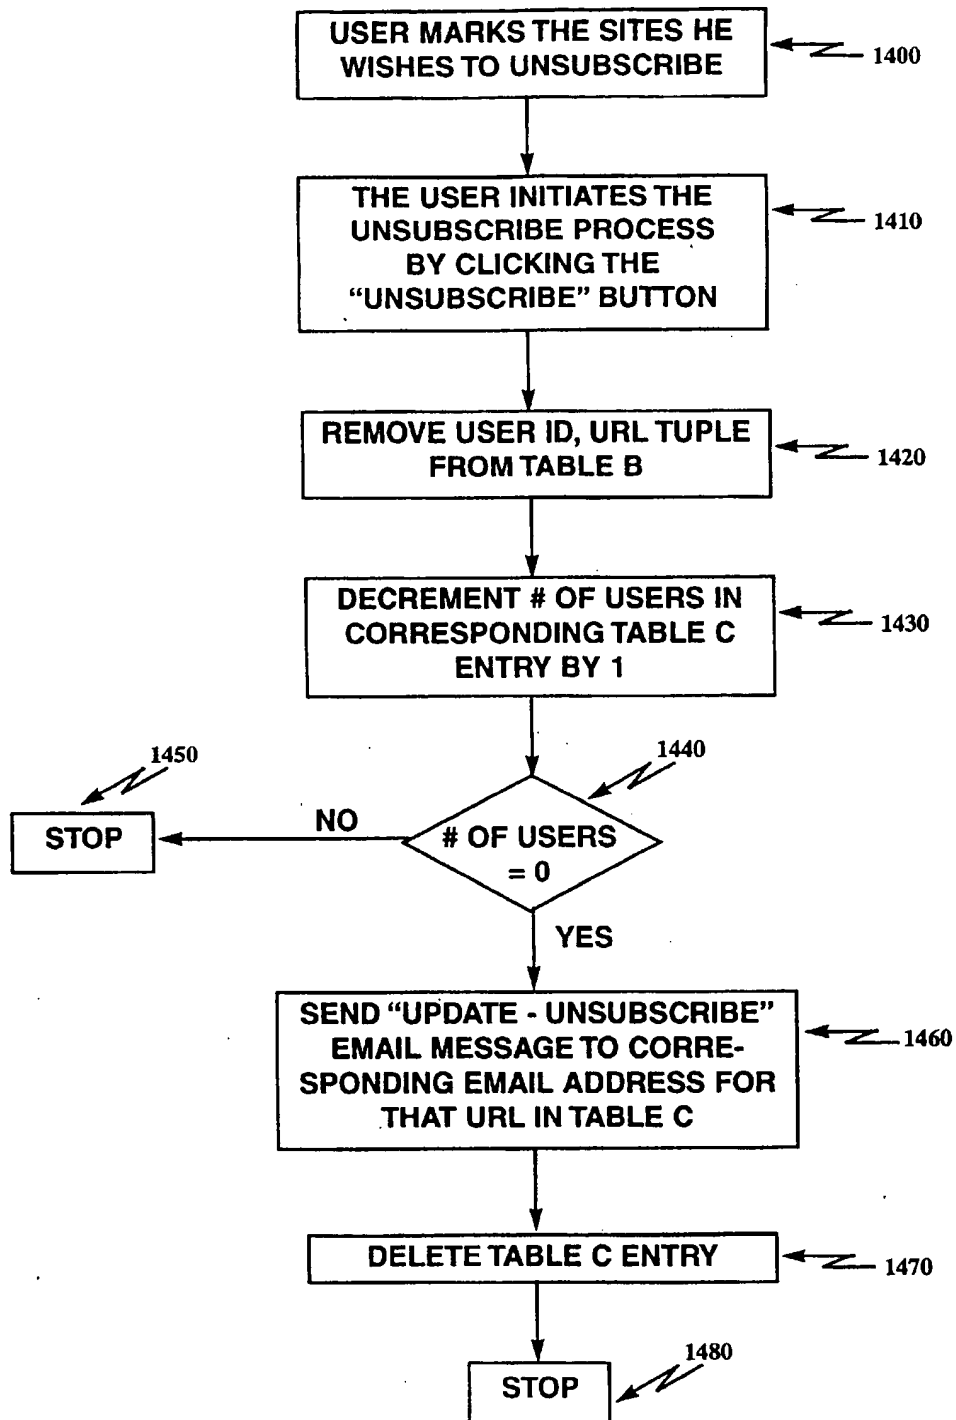 USER MARKS THE SITES HE
WISHES TO UNSUBSCRIBE
1400
THE USER INITIATES THE
UNSUBSCRIBE PROCESS
BY CLICKING THE
“UNSUBSCRIBE” BUTTON
1410
REMOVE USER ID, URL TUPLE
FROM TABLE B
1420
DECREMENT # OF USERS IN
CORRESPONDING TABLE C
ENTRY BY 1
1430
1440
# OF USERS
= 0
NO
1450
STOP
YES
SEND “UPDATE - UNSUBSCRIBE”
EMAIL MESSAGE TO CORRE-
SPONDING EMAIL ADDRESS FOR
THAT URL IN TABLE C
1460
DELETE TABLE C ENTRY
1470
1480
STOP